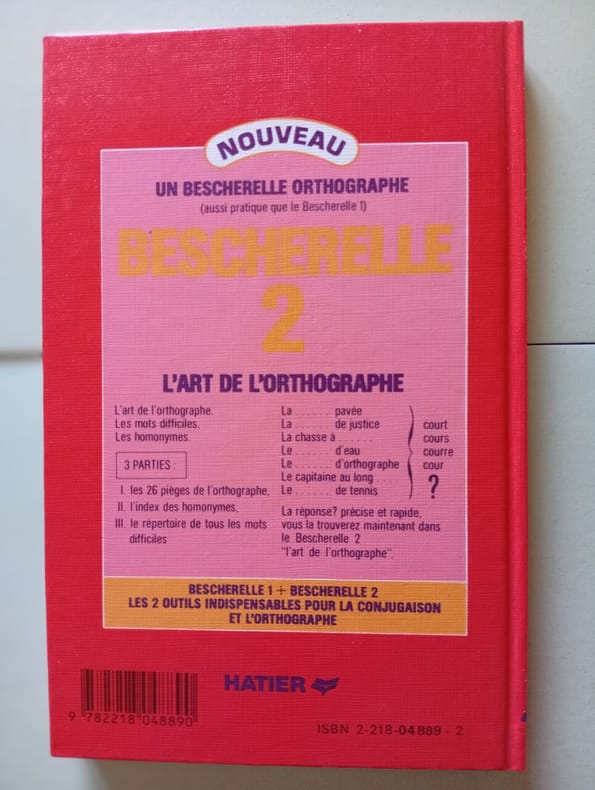 NOUVEAU
UN BESCHERELLE ORTHOGRAPHE
(aussi pratique que le Bescherelle 1)
BESCHERELLE
2
L'ART DE L'ORTHOGRAPHE
L'art de l'orthographe.
Les mots difficiles.
Les homonymes.
3 PARTIES :
I. les 26 pièges de l'orthographe,
II. l'index des homonymes,
III. le répertoire de tous les mots
difficiles
La ...... pavée
La ...... de justice
La chasse à ......
Le ...... d'eau
Le ...... d'orthographe
Le capitaine au long ....
Le ...... de tennis
court
cours
courre
cour
?
La réponse? précise et rapide,
vous la trouverez maintenant dans
le Bescherelle 2
"l'art de l'orthographe".
BESCHERELLE 1 + BESCHERELLE 2
LES 2 OUTILS INDISPENSABLES POUR LA CONJUGAISON
ET L'ORTHOGRAPHE
HATIER
9 782218 048890
ISBN 2-218-04889-2